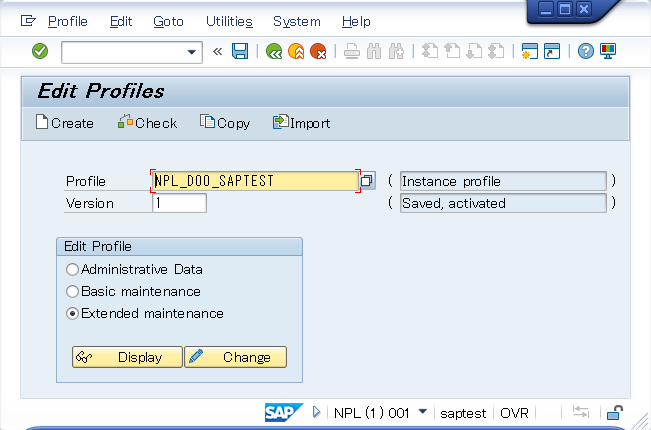 Profile Edit Goto Utilities System Help
«
Edit Profiles
Create Check Copy Import
Profile NPL_D00_SAPTEST ( Instance profile )
Version 1 ( Saved, activated )
Edit Profile
Administrative Data
Basic maintenance
Extended maintenance
Display Change
SAP NPL (1) 001 saptest OVR